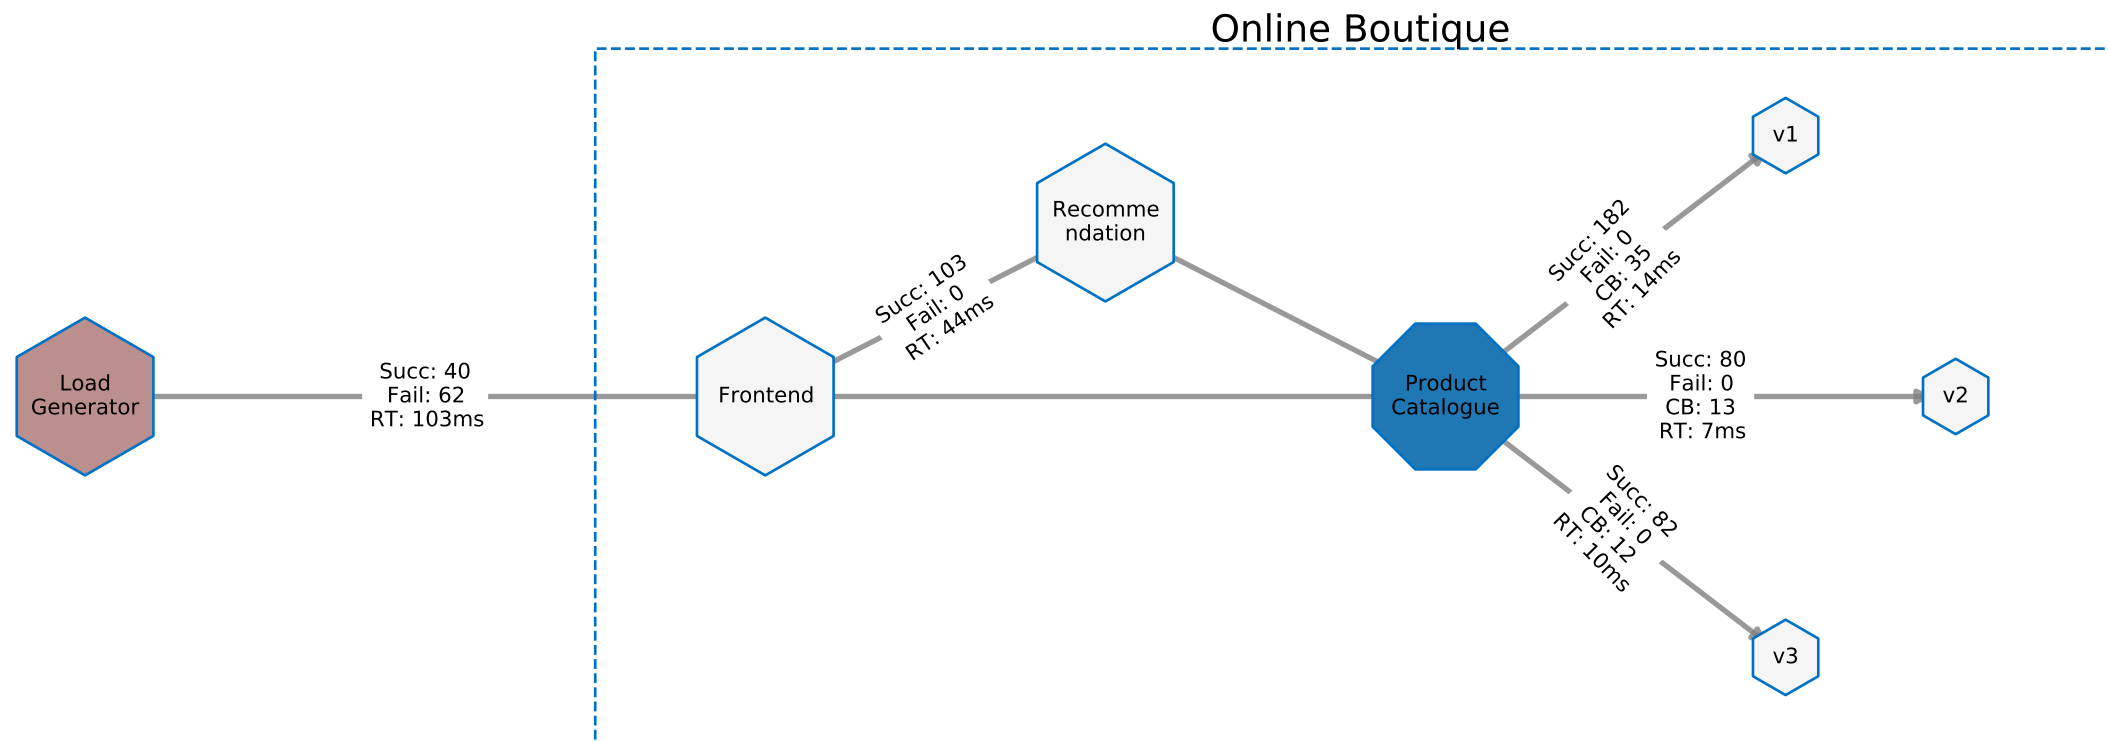 Online Boutique
Load
Generator
Succ: 40
Fail: 62
RT: 103ms
Frontend
Succ: 103
Fail: 0
RT: 44ms
Recomme
ndation
Product
Catalogue
Succ: 182
Fail: 0
CB: 35
RT: 14ms
v1
Succ: 80
Fail: 0
CB: 13
RT: 7ms
v2
Succ: 82
Fail: 0
CB: 12
RT: 10ms
v3